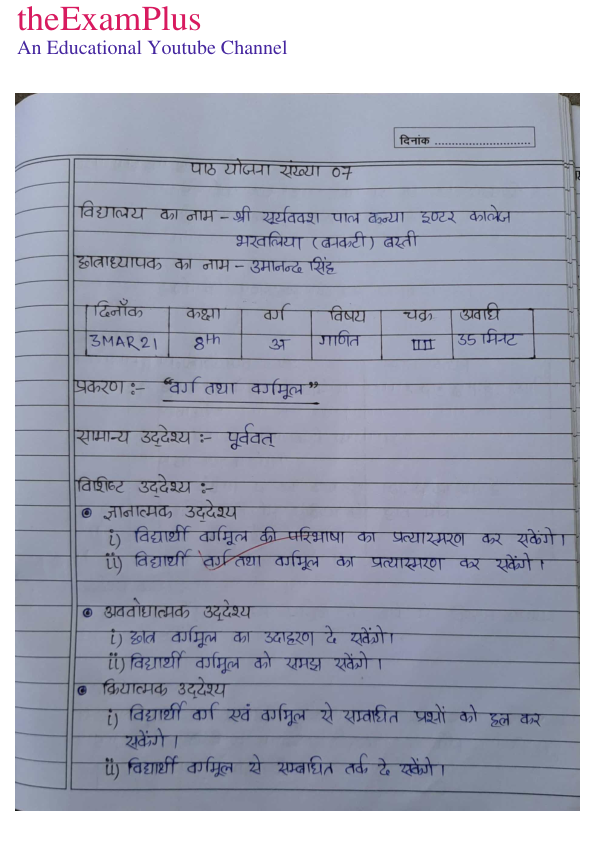 theExamPlus
An Educational Youtube Channel
दिनांक ............................
पाठ योजना संख्या 07
विद्यालय का नाम - श्री सूर्यवक्श पाल कन्या इण्टर कालेज
भरवलिया (बनकटी) बस्ती
छात्राध्यापक का नाम - उमानन्द सिंह
दिनाँक कक्षा वर्ग विषय चक्र अवधि
3MAR21 8th अ गणित III 35 मिनट
प्रकरण :- "वर्ग तथा वर्गमूल"
सामान्य उद्देश्य :- पूर्ववत्
विशिष्ट उद्देश्य :-
ज्ञानात्मक उद्देश्य
i) विद्यार्थी वर्गमूल की परिभाषा का प्रत्यास्मरण कर सकेंगे।
ii) विद्यार्थी वर्ग तथा वर्गमूल का प्रत्यास्मरण कर सकेंगे।
अवबोधात्मक उद्देश्य
i) छात्र वर्गमूल का उदाहरण दे सकेंगे।
ii) विद्यार्थी वर्गमूल को समझ सकेंगे।
क्रियात्मक उद्देश्य
i) विद्यार्थी वर्ग एवं वर्गमूल से सम्बंधित प्रश्नों को हल कर
सकेंगे।
ii) विद्यार्थी वर्गमूल से सम्बंधित तर्क दे सकेंगे।